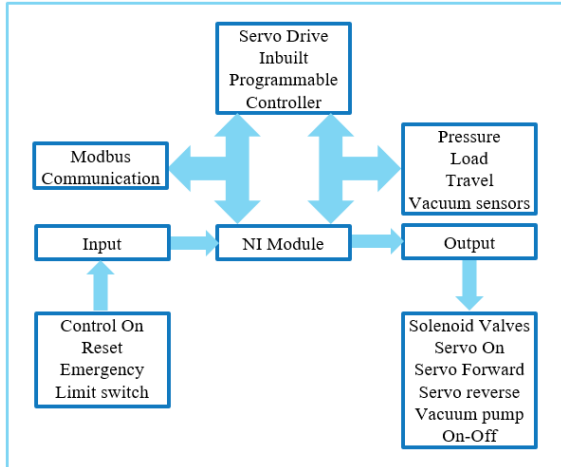 Servo Drive
Inbuilt
Programmable
Controller
Modbus
Communication
Pressure
Load
Travel
Vacuum sensors
Input
NI Module
Output
Control On
Reset
Emergency
Limit switch
Solenoid Valves
Servo On
Servo Forward
Servo reverse
Vacuum pump
On-Off